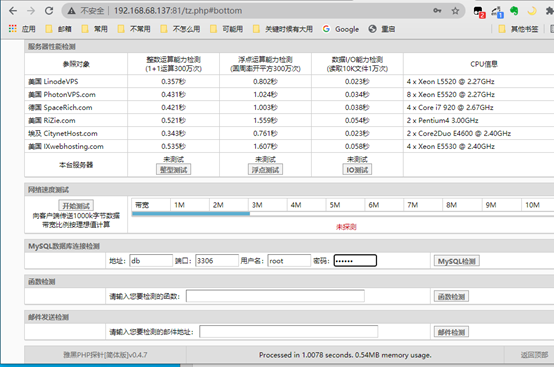 不安全 | 192.168.68.137:81/tz.php#bottom
应用 邮箱 常用 不常用 不怎么用 可能用 关键时候有大用 Google 重启 其他书签
服务器性能检测
参照对象 整数运算能力检测 (1+1运算300万次) 浮点运算能力检测 (圆周率开平方300万次) 数据I/O能力检测 (读取10K文件1万次) CPU信息
美国 LinodeVPS 0.357秒 0.802秒 0.023秒 4 x Xeon L5520 @ 2.27GHz
美国 PhotonVPS.com 0.431秒 1.024秒 0.034秒 8 x Xeon E5520 @ 2.27GHz
德国 SpaceRich.com 0.421秒 1.003秒 0.038秒 4 x Core i7 920 @ 2.67GHz
美国 RiZie.com 0.521秒 1.559秒 0.054秒 2 x Pentium4 3.00GHz
埃及 CitynetHost.com 0.343秒 0.761秒 0.023秒 2 x Core2Duo E4600 @ 2.40GHz
美国 IXwebhosting.com 0.535秒 1.607秒 0.058秒 4 x Xeon E5530 @ 2.40GHz
本台服务器 未测试 整型测试 未测试 浮点测试 未测试 IO测试
网络速度测试
开始测试
向客户端传送1000k字节数据
带宽比例按理想值计算
带宽 1M 2M 3M 4M 5M 6M 7M 8M 9M 10M
未探测
MySQL数据库连接检测
地址: db 端口: 3306 用户名: root 密码: •••••• MySQL检测
函数检测
请输入您要检测的函数: 函数检测
邮件发送检测
请输入您要检测的邮件地址: 邮件检测
雅黑PHP探针[简体版]v0.4.7 Processed in 1.0078 seconds. 0.54MB memory usage. 返回顶部